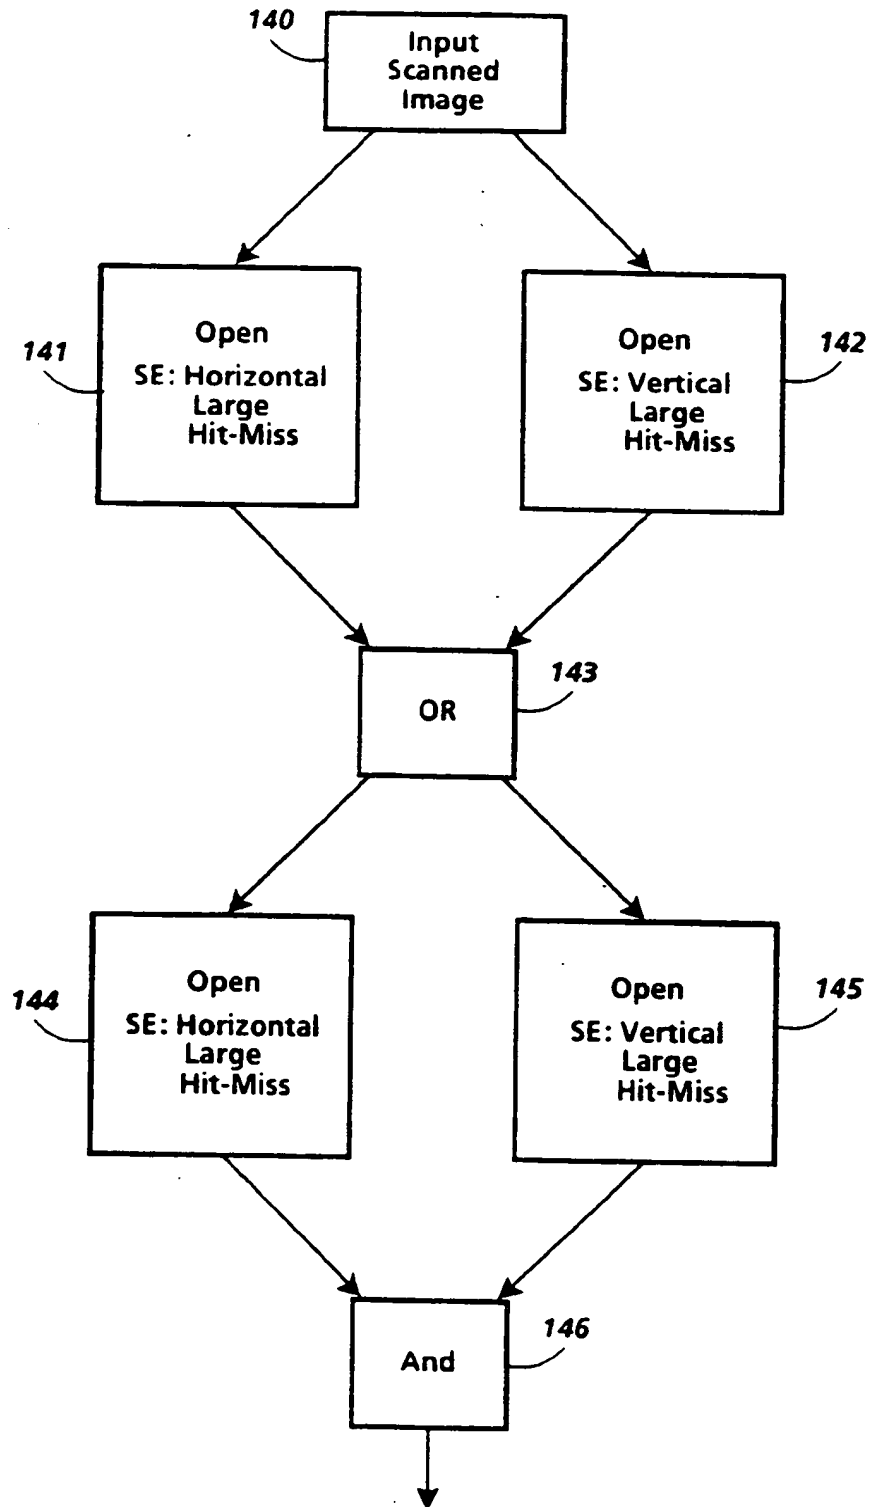 140
Input
Scanned
Image
141
Open
SE: Horizontal
Large
Hit-Miss
142
Open
SE: Vertical
Large
Hit-Miss
143
OR
144
Open
SE: Horizontal
Large
Hit-Miss
145
Open
SE: Vertical
Large
Hit-Miss
146
And